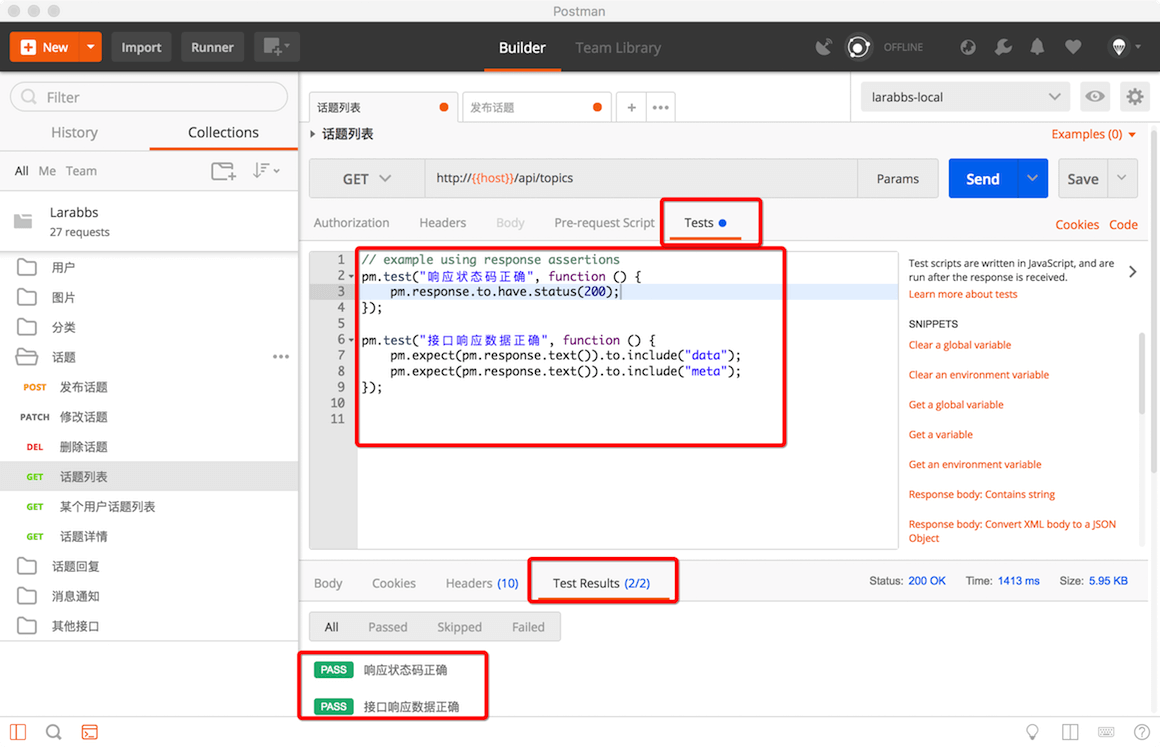 Postman
New
Import
Runner
Builder
Team Library
OFFLINE
Filter
History
Collections
All Me Team
Larabbs
27 requests
用户
图片
分类
话题
POST 发布话题
PATCH 修改话题
DEL 删除话题
GET 话题列表
GET 某个用户话题列表
GET 话题详情
话题回复
消息通知
其他接口
话题列表
发布话题
larabbs-local
话题列表
Examples (0)
GET
http://{{host}}/api/topics
Params
Send
Save
Authorization
Headers
Body
Pre-request Script
Tests
Cookies
Code
1 // example using response assertions
2 pm.test("响应状态码正确", function () {
3 pm.response.to.have.status(200);
4 });
5
6 pm.test("接口响应数据正确", function () {
7 pm.expect(pm.response.text()).to.include("data");
8 pm.expect(pm.response.text()).to.include("meta");
9 });
10
11
Test scripts are written in JavaScript, and are
run after the response is received.
Learn more about tests
SNIPPETS
Clear a global variable
Clear an environment variable
Get a global variable
Get a variable
Get an environment variable
Response body: Contains string
Response body: Convert XML body to a JSON
Object
Body
Cookies
Headers (10)
Test Results (2/2)
Status: 200 OK
Time: 1413 ms
Size: 5.95 KB
All
Passed
Skipped
Failed
PASS 响应状态码正确
PASS 接口响应数据正确